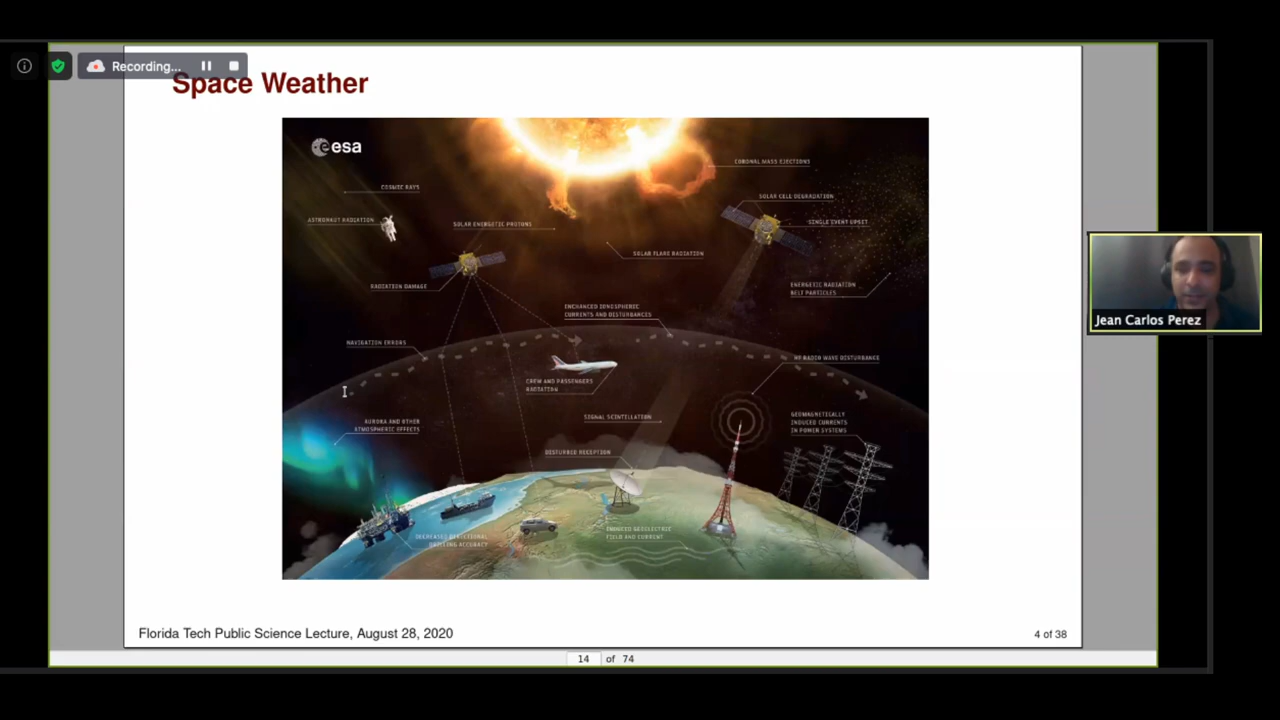 Recording...
Space Weather
esa
CORONAL MASS EJECTIONS
COSMIC RAYS
SOLAR CELL DEGRADATION
ASTRONAUT RADIATION
SOLAR ENERGETIC PROTONS
SINGLE EVENT UPSET
SOLAR FLARE RADIATION
RADIATION DAMAGE
ENERGETIC RADIATION
BELT PARTICLES
ENHANCED IONOSPHERIC
CURRENTS AND DISTURBANCES
Jean Carlos Perez
NAVIGATION ERRORS
HF RADIO WAVE DISTURBANCE
CREW AND PASSENGERS
RADIATION
SIGNAL SCINTILLATION
GEOMAGNETICALLY
INDUCED CURRENTS
IN POWER SYSTEMS
AURORA AND OTHER
ATMOSPHERIC EFFECTS
DISTURBED RECEPTION
INDUCED GEOELECTRIC
FIELD AND CURRENT
DECREASED DIRECTIONAL
DRILLING ACCURACY
Florida Tech Public Science Lecture, August 28, 2020
4 of 38
14 of 74